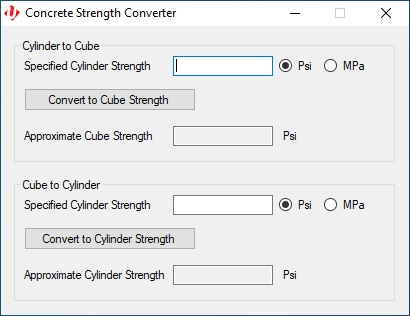 Concrete Strength Converter
Cylinder to Cube
Specified Cylinder Strength Psi MPa
Convert to Cube Strength
Approximate Cube Strength Psi
Cube to Cylinder
Specified Cylinder Strength Psi MPa
Convert to Cylinder Strength
Approximate Cylinder Strength Psi